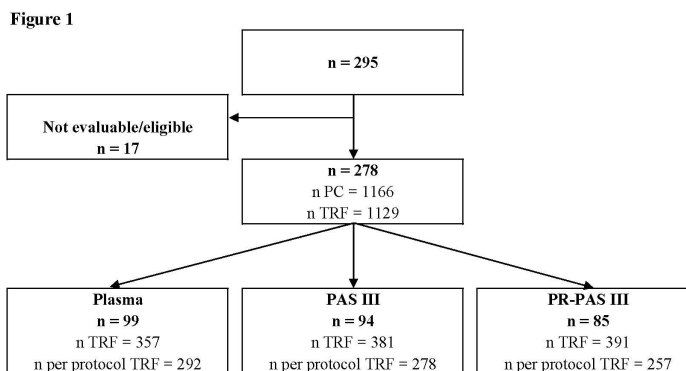 Figure 1
n = 295
Not evaluable/eligible
n = 17
n = 278
n PC = 1166
n TRF = 1129
Plasma
n = 99
n TRF = 357
n per protocol TRF = 292
PAS III
n = 94
n TRF = 381
n per protocol TRF = 278
PR-PAS III
n = 85
n TRF = 391
n per protocol TRF = 257